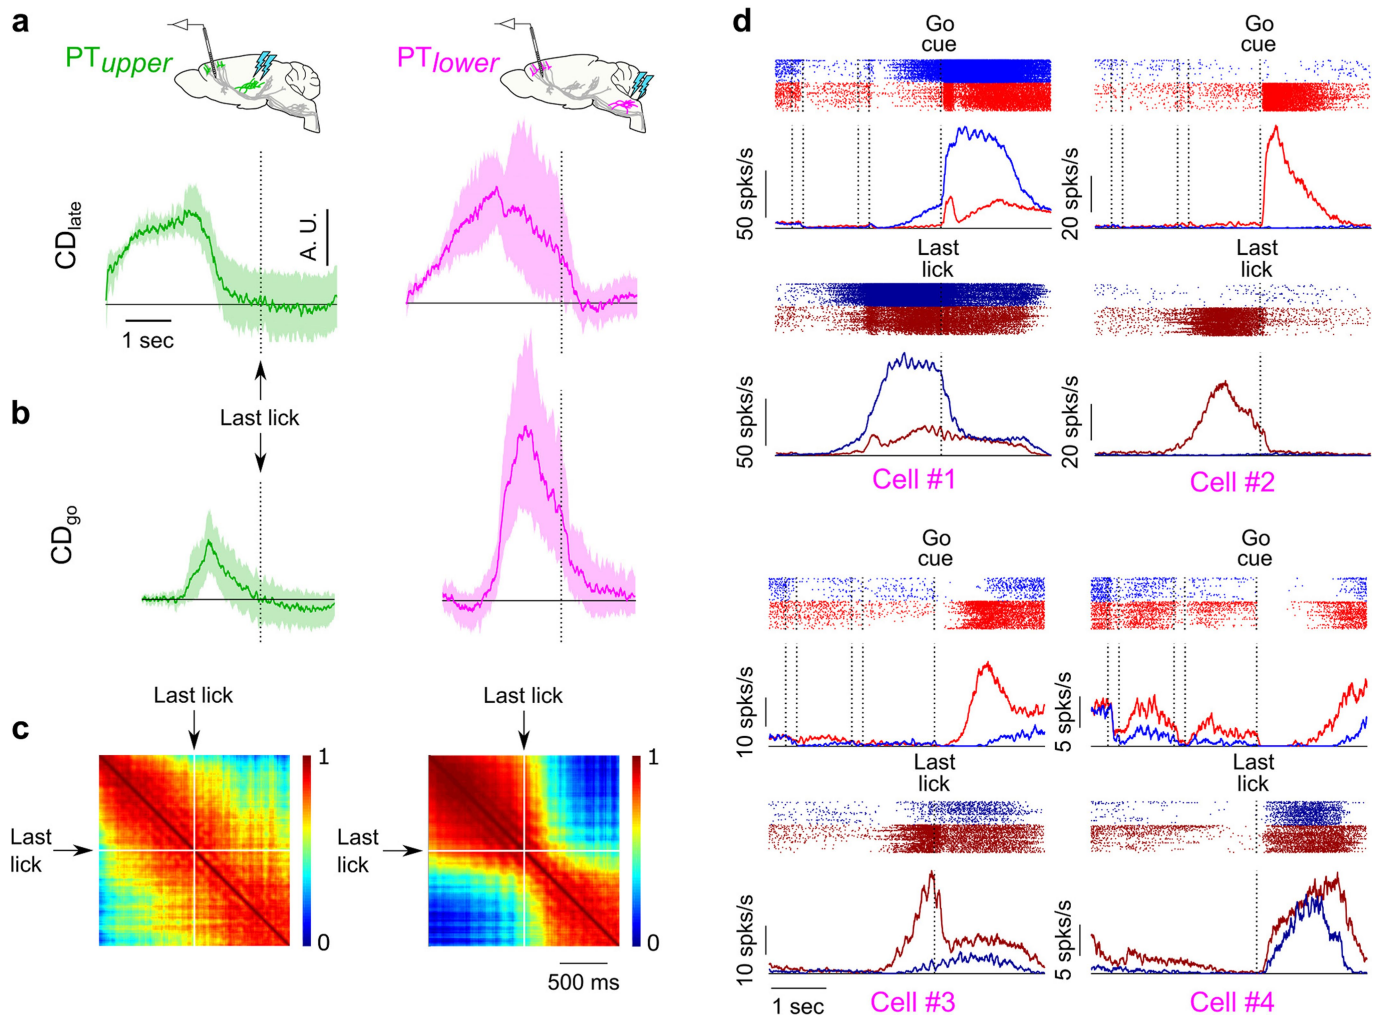 a
PTupper
PTlower
CDlate
A. U.
1 sec
b
Last lick
CDgo
c
Last lick
Last lick
Last
lick
1
0
Last
lick
1
0
500 ms
d
Go
cue
Go
cue
50 spks/s
20 spks/s
Last
lick
Last
lick
50 spks/s
20 spks/s
Cell #1
Cell #2
Go
cue
Go
cue
10 spks/s
5 spks/s
Last
lick
Last
lick
10 spks/s
5 spks/s
1 sec
Cell #3
Cell #4